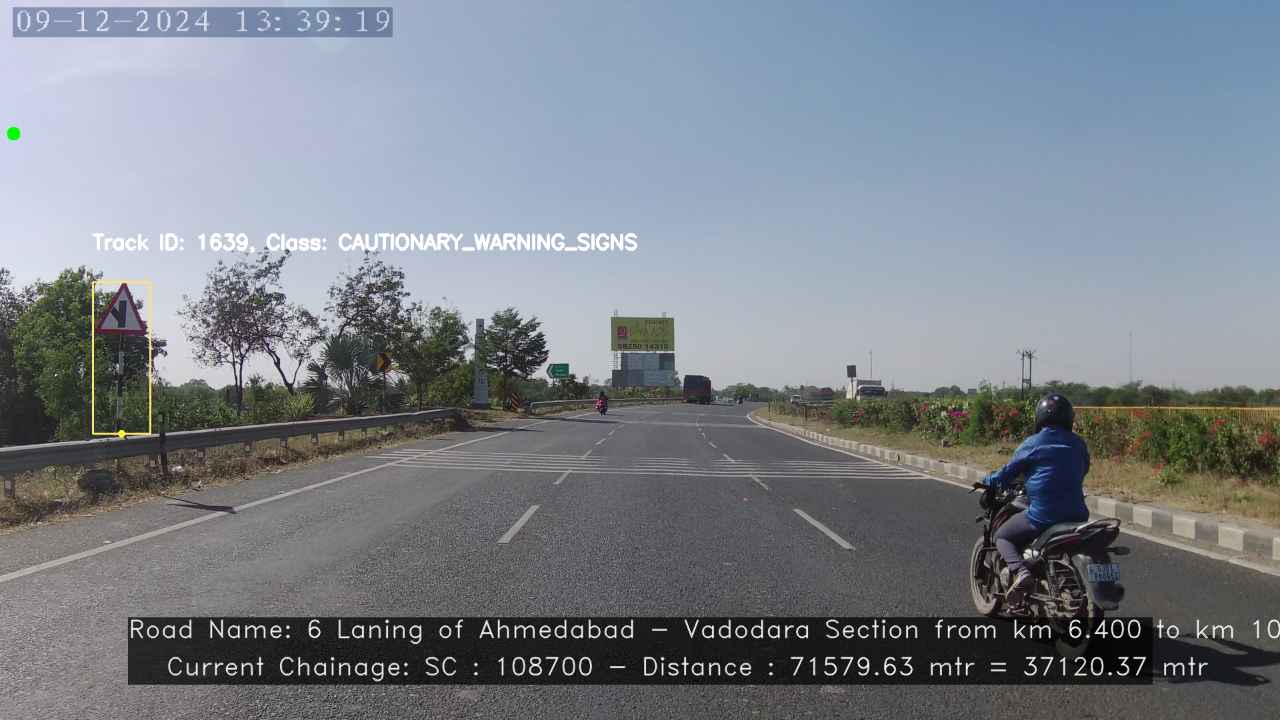 09-12-2024 13:39:19
Track ID: 1639, Class: CAUTIONARY_WARNING_SIGNS
Road Name: 6 Laning of Ahmedabad - Vadodara Section from km 6.400 to km 10
Current Chainage: SC : 108700 - Distance : 71579.63 mtr = 37120.37 mtr